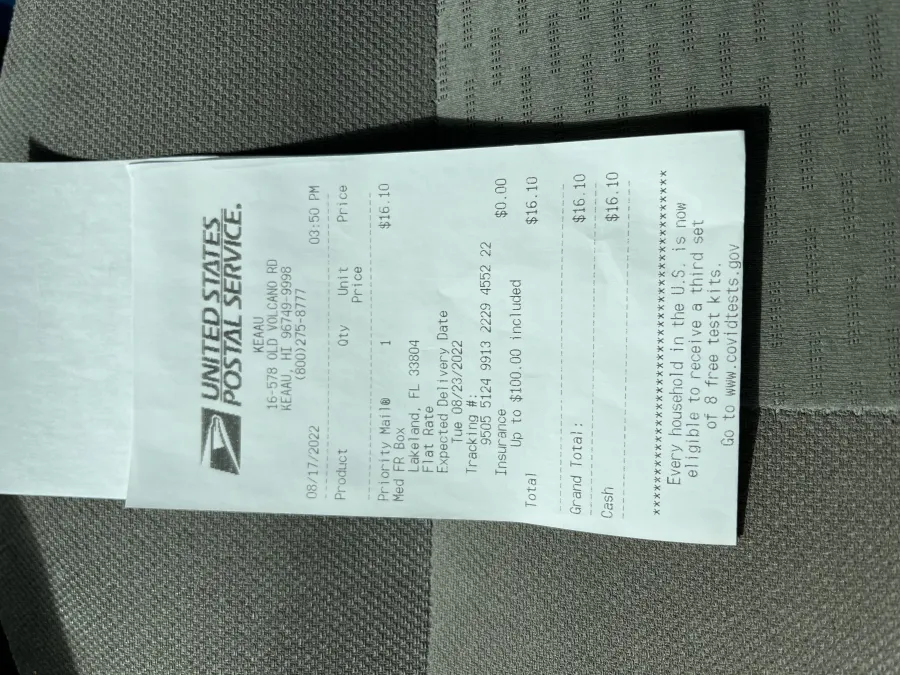 UNITED STATES
POSTAL SERVICE.
KEAAU
16-578 OLD VOLCANO RD
KEAAU, HI 96749-9998
(800)275-8777
08/17/2022 03:50 PM
Product Qty Unit Price
Price
Priority Mail® 1 $16.10
Med FR Box
Lakeland, FL 33804
Flat Rate
Expected Delivery Date
Tue 08/23/2022
Tracking #:
9505 5124 9913 2229 4552 22
Insurance $0.00
Up to $100.00 included
Total $16.10
Grand Total: $16.10
Cash $16.10
Every household in the U.S. is now
eligible to receive a third set
of 8 free test kits.
Go to www.covidtests.gov